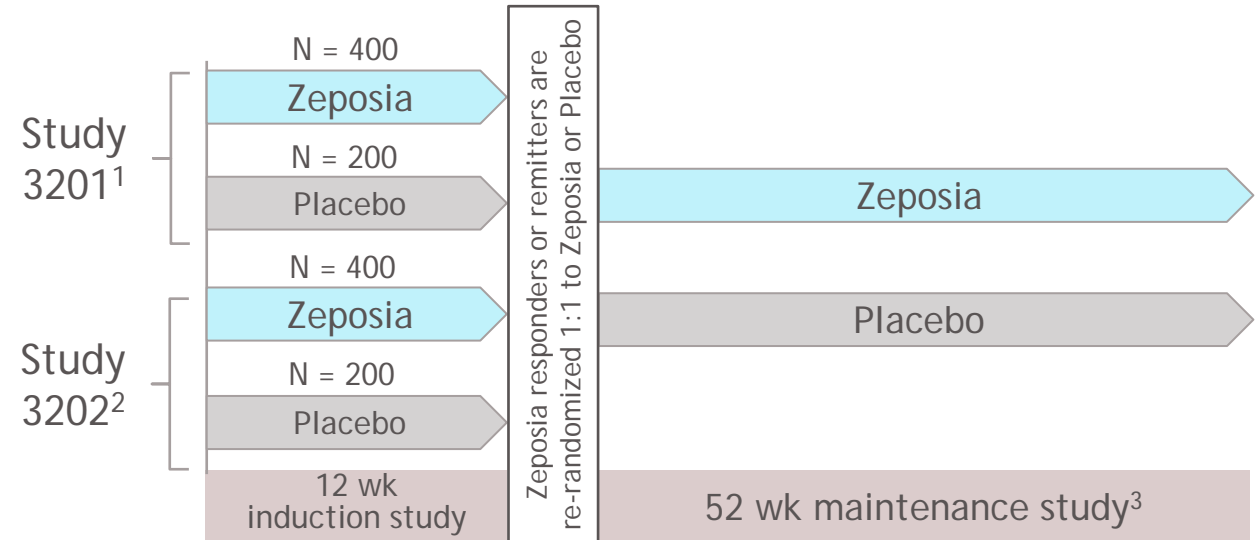 Study
3201¹
N = 400
Zeposia
N = 200
Placebo
Study
3202²
N = 400
Zeposia
N = 200
Placebo
12 wk
induction study
Zeposia responders or remitters are
re-randomized 1:1 to Zeposia or Placebo
Zeposia
Placebo
52 wk maintenance study³